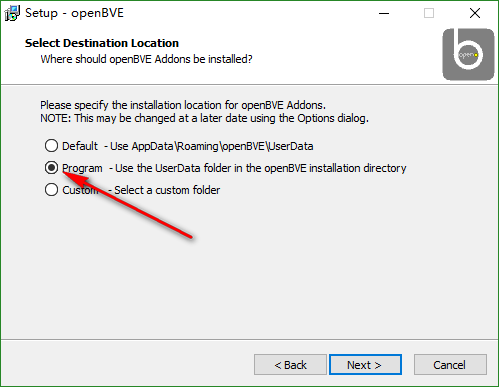 Setup - openBVE
Select Destination Location
Where should openBVE Addons be installed?
open
Please specify the installation location for openBVE Addons.
NOTE: This may be changed at a later date using the Options dialog.
Default - Use AppData\Roaming\openBVE\UserData
Program - Use the UserData folder in the openBVE installation directory
Custom - Select a custom folder
< Back
Next >
Cancel